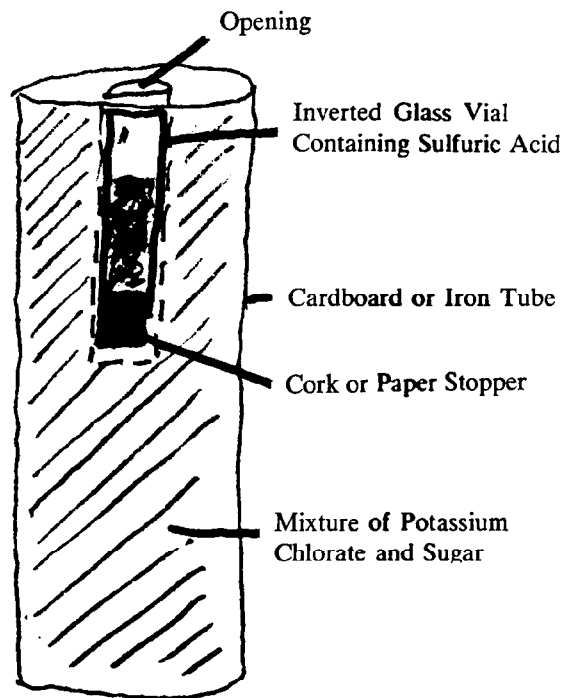 Opening
Inverted Glass Vial
Containing Sulfuric Acid
Cardboard or Iron Tube
Cork or Paper Stopper
Mixture of Potassium
Chlorate and Sugar